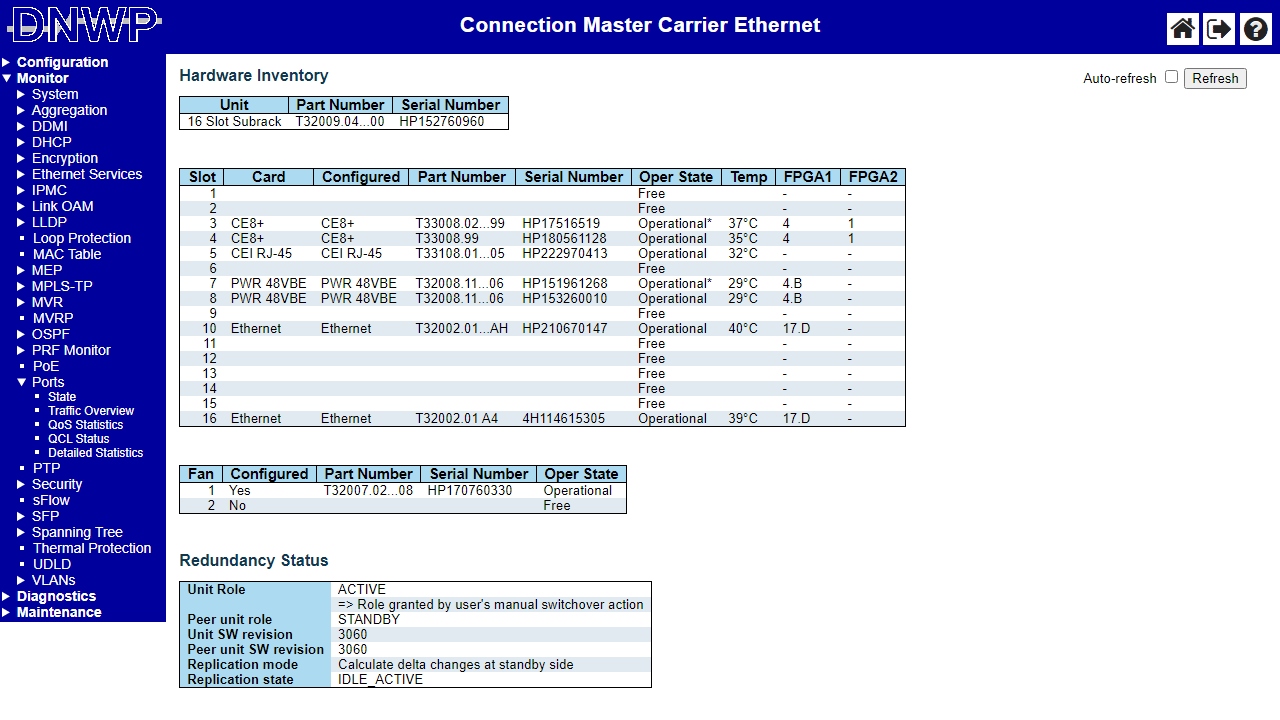 DNWP
Connection Master Carrier Ethernet
Configuration
Monitor
System
Aggregation
DDMI
DHCP
Encryption
Ethernet Services
IPMC
Link OAM
LLDP
Loop Protection
MAC Table
MEP
MPLS-TP
MVR
MVRP
OSPF
PRF Monitor
PoE
Ports
State
Traffic Overview
QoS Statistics
QCL Status
Detailed Statistics
PTP
Security
sFlow
SFP
Spanning Tree
Thermal Protection
UDLD
VLANs
Diagnostics
Maintenance
Hardware Inventory
Auto-refresh Refresh
Unit Part Number Serial Number
16 Slot Subrack T32009.04...00 HP152760960
Slot Card Configured Part Number Serial Number Oper State Temp FPGA1 FPGA2
1 Free - -
2 Free - -
3 CE8+ CE8+ T33008.02...99 HP17516519 Operational* 37°C 4 1
4 CE8+ CE8+ T33008.99 HP180561128 Operational 35°C 4 1
5 CEI RJ-45 CEI RJ-45 T33108.01...05 HP222970413 Operational 32°C - -
6 Free - -
7 PWR 48VBE PWR 48VBE T32008.11...06 HP151961268 Operational* 29°C 4.B
8 PWR 48VBE PWR 48VBE T32008.11...06 HP153260010 Operational 29°C 4.B
9 Free - -
10 Ethernet Ethernet T32002.01...AH HP210670147 Operational 40°C 17.D -
11 Free - -
12 Free - -
13 Free - -
14 Free - -
15 Free - -
16 Ethernet Ethernet T32002.01 A4 4H114615305 Operational 39°C 17.D -
Fan Configured Part Number Serial Number Oper State
1 Yes T32007.02...08 HP170760330 Operational
2 No Free
Redundancy Status
Unit Role ACTIVE
=> Role granted by user's manual switchover action
Peer unit role STANDBY
Unit SW revision 3060
Peer unit SW revision 3060
Replication mode Calculate delta changes at standby side
Replication state IDLE_ACTIVE